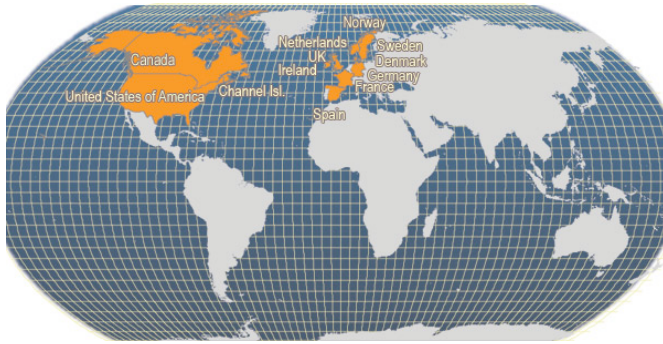 Norway
Netherlands
Sweden
UK
Denmark
Canada
Ireland
Germany
France
United States of America
Channel Isl.
Spain